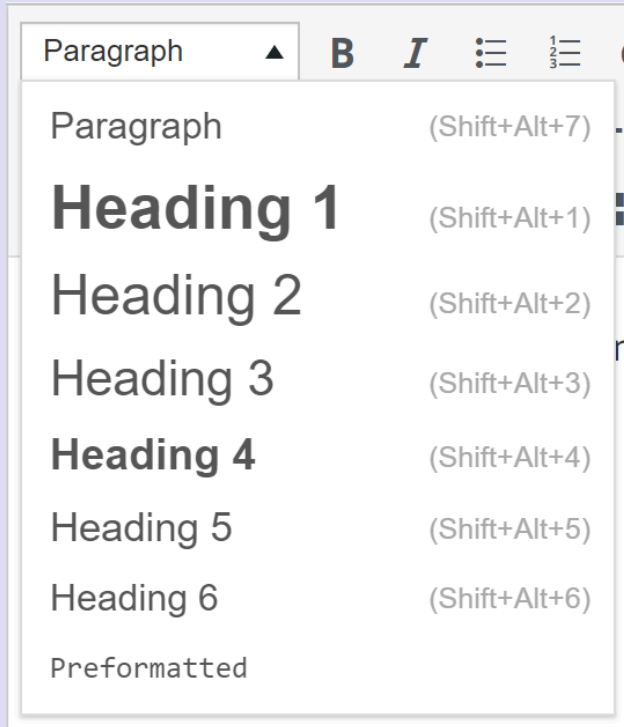 Paragraph ▲ B I
Paragraph (Shift+Alt+7)
Heading 1 (Shift+Alt+1)
Heading 2 (Shift+Alt+2)
Heading 3 (Shift+Alt+3)
Heading 4 (Shift+Alt+4)
Heading 5 (Shift+Alt+5)
Heading 6 (Shift+Alt+6)
Preformatted